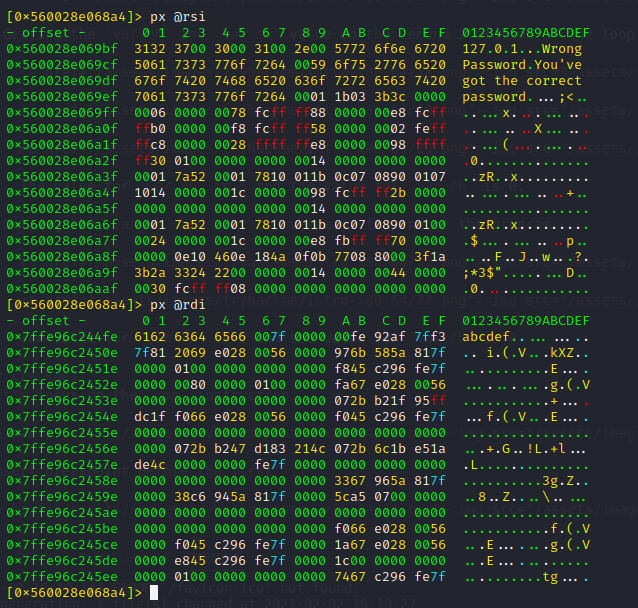 [0x560028e068a4]> px @rsi
- offset -       0 1  2 3  4 5  6 7  8 9  A B  C D  E F  0123456789ABCDEF
0x560028e069bf  3132 3700 3000 3100 2e00 5772 6f6e 6720  127.0.1...Wrong
0x560028e069cf  5061 7373 776f 7264 0059 6f75 2776 6520  Password.You've
0x560028e069df  676f 7420 7468 6520 636f 7272 6563 7420  got the correct
0x560028e069ef  7061 7373 776f 7264 0000 011b 033b 3c00  password.....;<.
0x560028e069ff  0006 0000 0078 fcff ff88 0000 00e8 fcff  .....x..........
0x560028e06a0f  ffb0 0000 00f8 fcff ff58 0000 0002 feff  .........X......
0x560028e06a1f  ffc8 0000 0028 ffff ffe8 0000 0098 ffff  .....(..........
0x560028e06a2f  ff30 0100 0000 0000 0014 0000 0000 0000  .0..............
0x560028e06a3f  0001 7a52 0001 7810 011b 0c07 0890 0107  ..zR..x.........
0x560028e06a4f  1014 0000 001c 0000 0098 fcff ff2b 0000  .............+..
0x560028e06a5f  0000 0000 0000 0000 0014 0000 0000 0000  ................
0x560028e06a6f  0001 7a52 0001 7810 011b 0c07 0890 0100  ..zR..x.........
0x560028e06a7f  0024 0000 001c 0000 00e8 fbff ff70 0000  .$...........p..
0x560028e06a8f  0000 0e10 460e 184a 0f0b 7708 8000 3f1a  ....F..J..w...?.
0x560028e06a9f  3b2a 3324 2200 0000 0014 0000 0044 0000  ;*3$"........D..
0x560028e06aaf  0030 fcff ff08 0000 0000 0000 0000 0000  .0..............
[0x560028e068a4]> px @rdi
- offset -       0 1  2 3  4 5  6 7  8 9  A B  C D  E F  0123456789ABCDEF
0x7ffe96c244fe  6162 6364 6566 007f 0000 00fe 92af 7ff3  abcdef..........
0x7ffe96c2450e  7f81 2069 e028 0056 0000 976b 585a 817f  .. i.(.V...kXZ..
0x7ffe96c2451e  0000 0100 0000 0000 0000 f845 c296 fe7f  ...........E....
0x7ffe96c2452e  0000 0080 0000 0100 0000 fa67 e028 0056  ...........g.(.V
0x7ffe96c2453e  0000 0000 0000 0000 0000 072b b21f 95ff  ...........+....
0x7ffe96c2454e  dc1f f066 e028 0056 0000 f045 c296 fe7f  ...f.(.V...E....
0x7ffe96c2455e  0000 0000 0000 0000 0000 0000 0000 0000  ................
0x7ffe96c2456e  0000 072b b247 d183 214c 072b 6c1b e51a  ...+.G..!L.+l...
0x7ffe96c2457e  de4c 0000 0000 fe7f 0000 0000 0000 0000  .L..............
0x7ffe96c2458e  0000 0000 0000 0000 0000 3367 965a 817f  ..........3g.Z..
0x7ffe96c2459e  0000 38c6 945a 817f 0000 5ca5 0700 0000  ..8..Z....\.....
0x7ffe96c245ae  0000 0000 0000 0000 0000 0000 0000 0000  ................
0x7ffe96c245be  0000 0000 0000 0000 0000 f066 e028 0056  ...........f.(.V
0x7ffe96c245ce  0000 f045 c296 fe7f 0000 1a67 e028 0056  ...E.......g.(.V
0x7ffe96c245de  0000 e845 c296 fe7f 0000 1c00 0000 0000  ...E............
0x7ffe96c245ee  0000 0100 0000 0000 0000 7467 c296 fe7f  ..........tg....
[0x560028e068a4]>